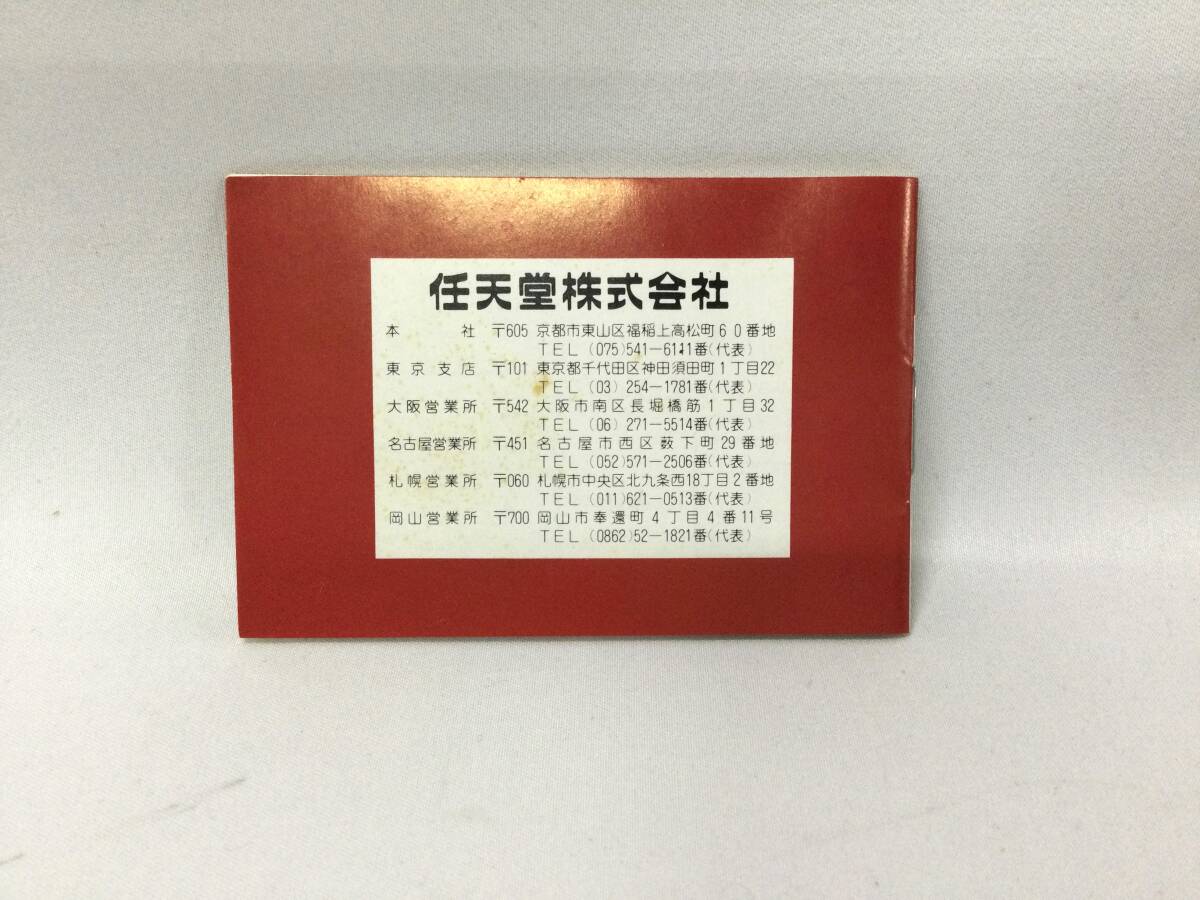 任天堂株式会社
本社 〒605 京都市東山区福稲上高松町60番地
TEL (075)541-6111番(代表)
東京支店 〒101 東京都千代田区神田須田町1丁目22
TEL (03) 254-1781番(代表)
大阪営業所 〒542 大阪市南区長堀橋筋1丁目32
TEL (06) 271-5514番(代表)
名古屋営業所 〒451 名古屋市西区薮下町29番地
TEL (052)571-2506番(代表)
札幌営業所 〒060 札幌市中央区北九条西18丁目2番地
TEL (011)621-0513番(代表)
岡山営業所 〒700 岡山市奉還町4丁目4番11号
TEL (0862)52-1821番(代表)